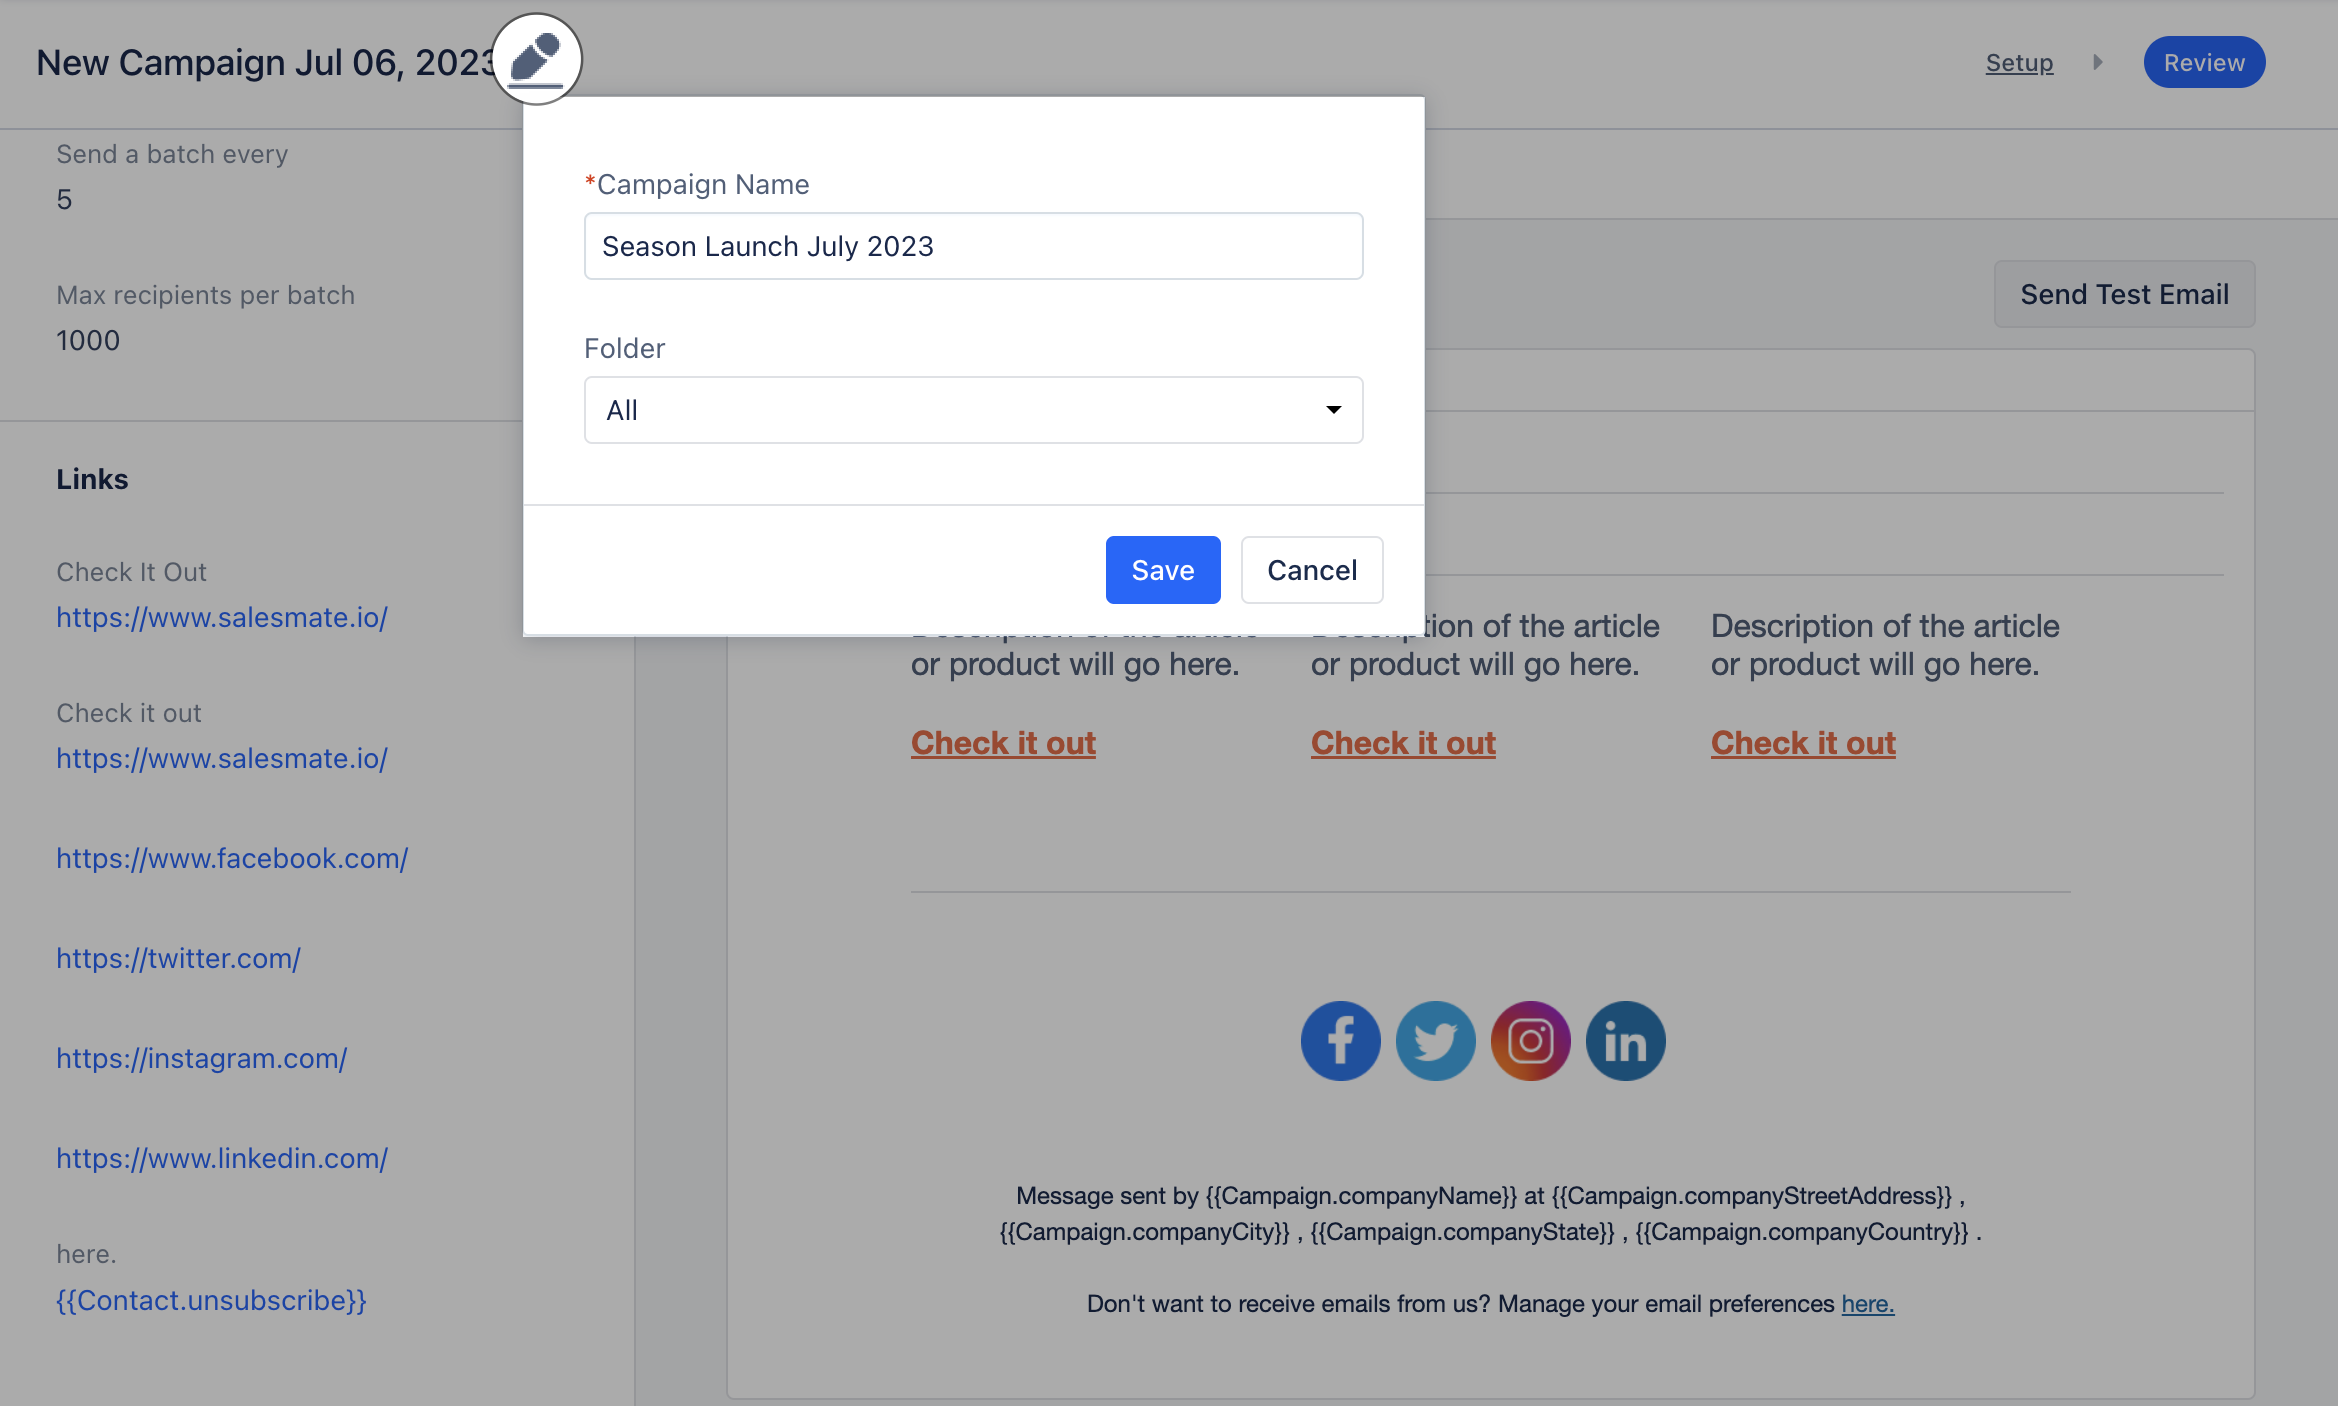 New Campaign Jul 06, 2023
Setup
Review
Send a batch every
5
Max recipients per batch
1000
*Campaign Name
Season Launch July 2023
Folder
All
Save
Cancel
Send Test Email
Links
Check It Out
https://www.salesmate.io/
Check it out
https://www.salesmate.io/
https://www.facebook.com/
https://twitter.com/
https://instagram.com/
https://www.linkedin.com/
here.
{{Contact.unsubscribe}}
Description of the article
or product will go here.
Check it out
Description of the article
or product will go here.
Check it out
Description of the article
or product will go here.
Check it out
Message sent by {{Campaign.companyName}} at {{Campaign.companyStreetAddress}} ,
{{Campaign.companyCity}} , {{Campaign.companyState}} , {{Campaign.companyCountry}} .
Don't want to receive emails from us? Manage your email preferences here.